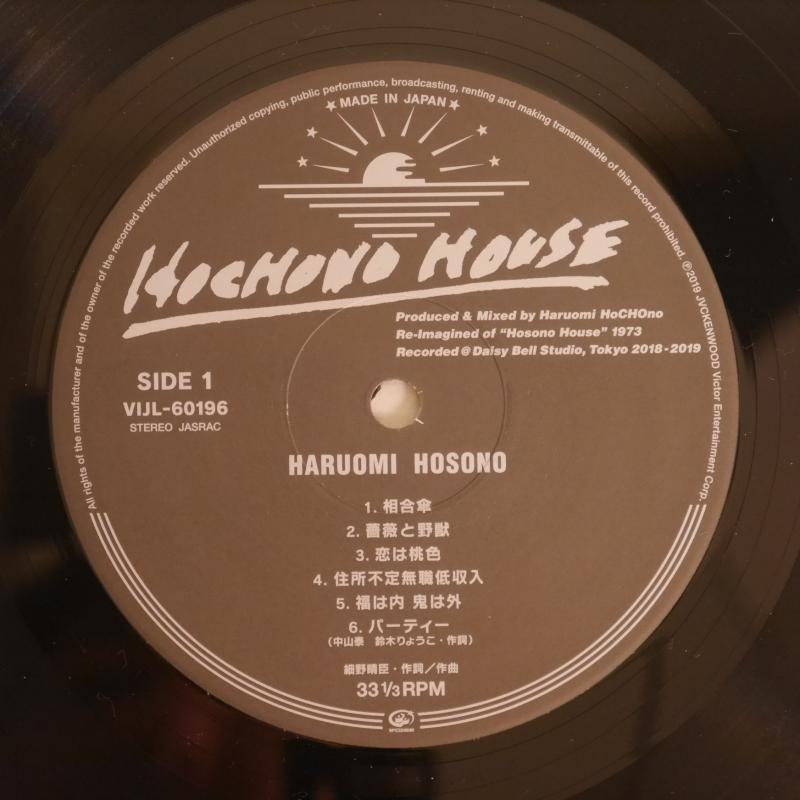 All rights of the manufacturer and of the owner of the recorded work reserved. Unauthorized copying, public performance, broadcasting, renting and making transmittable of this record prohibited. ℗2019 JVCKENWOOD Victor Entertainment Corp.
★ MADE IN JAPAN ★
HOCHONO HOUSE
Produced & Mixed by Haruomi HoCHOno
Re-Imagined of "Hosono House" 1973
Recorded @ Daisy Bell Studio, Tokyo 2018-2019
SIDE 1
VIJL-60196
STEREO JASRAC
HARUOMI HOSONO
1. 相合傘
2. 薔薇と野獣
3. 恋は桃色
4. 住所不定無職低収入
5. 福は内 鬼は外
6. パーティー
(中山泰 鈴木りょうこ・作詞)
細野晴臣・作詞/作曲
33 1/3 RPM